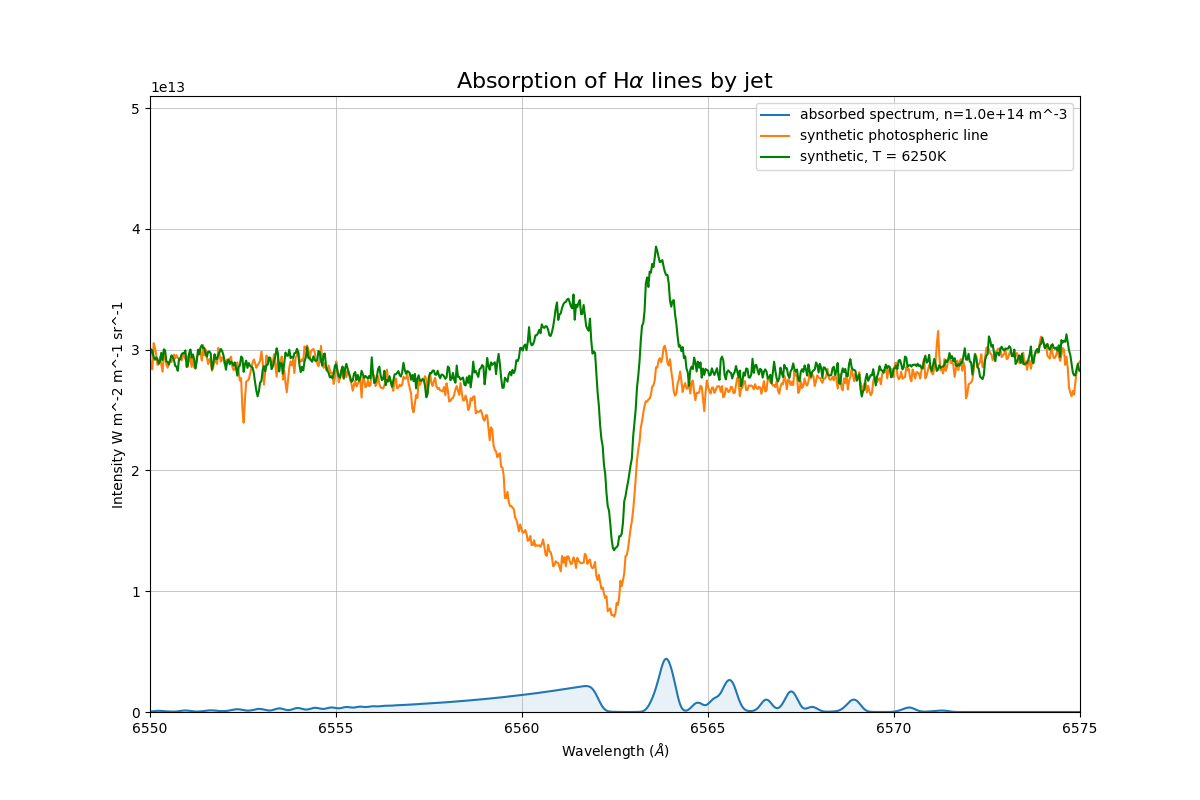 Absorption of Hα lines by jet
1e13
absorbed spectrum, n=1.0e+14 m^-3
synthetic photospheric line
synthetic, T = 6250K
5
4
3
2
1
0
Intensity W m^-2 m^-1 sr^-1
6550 6555 6560 6565 6570 6575
Wavelength (Å)